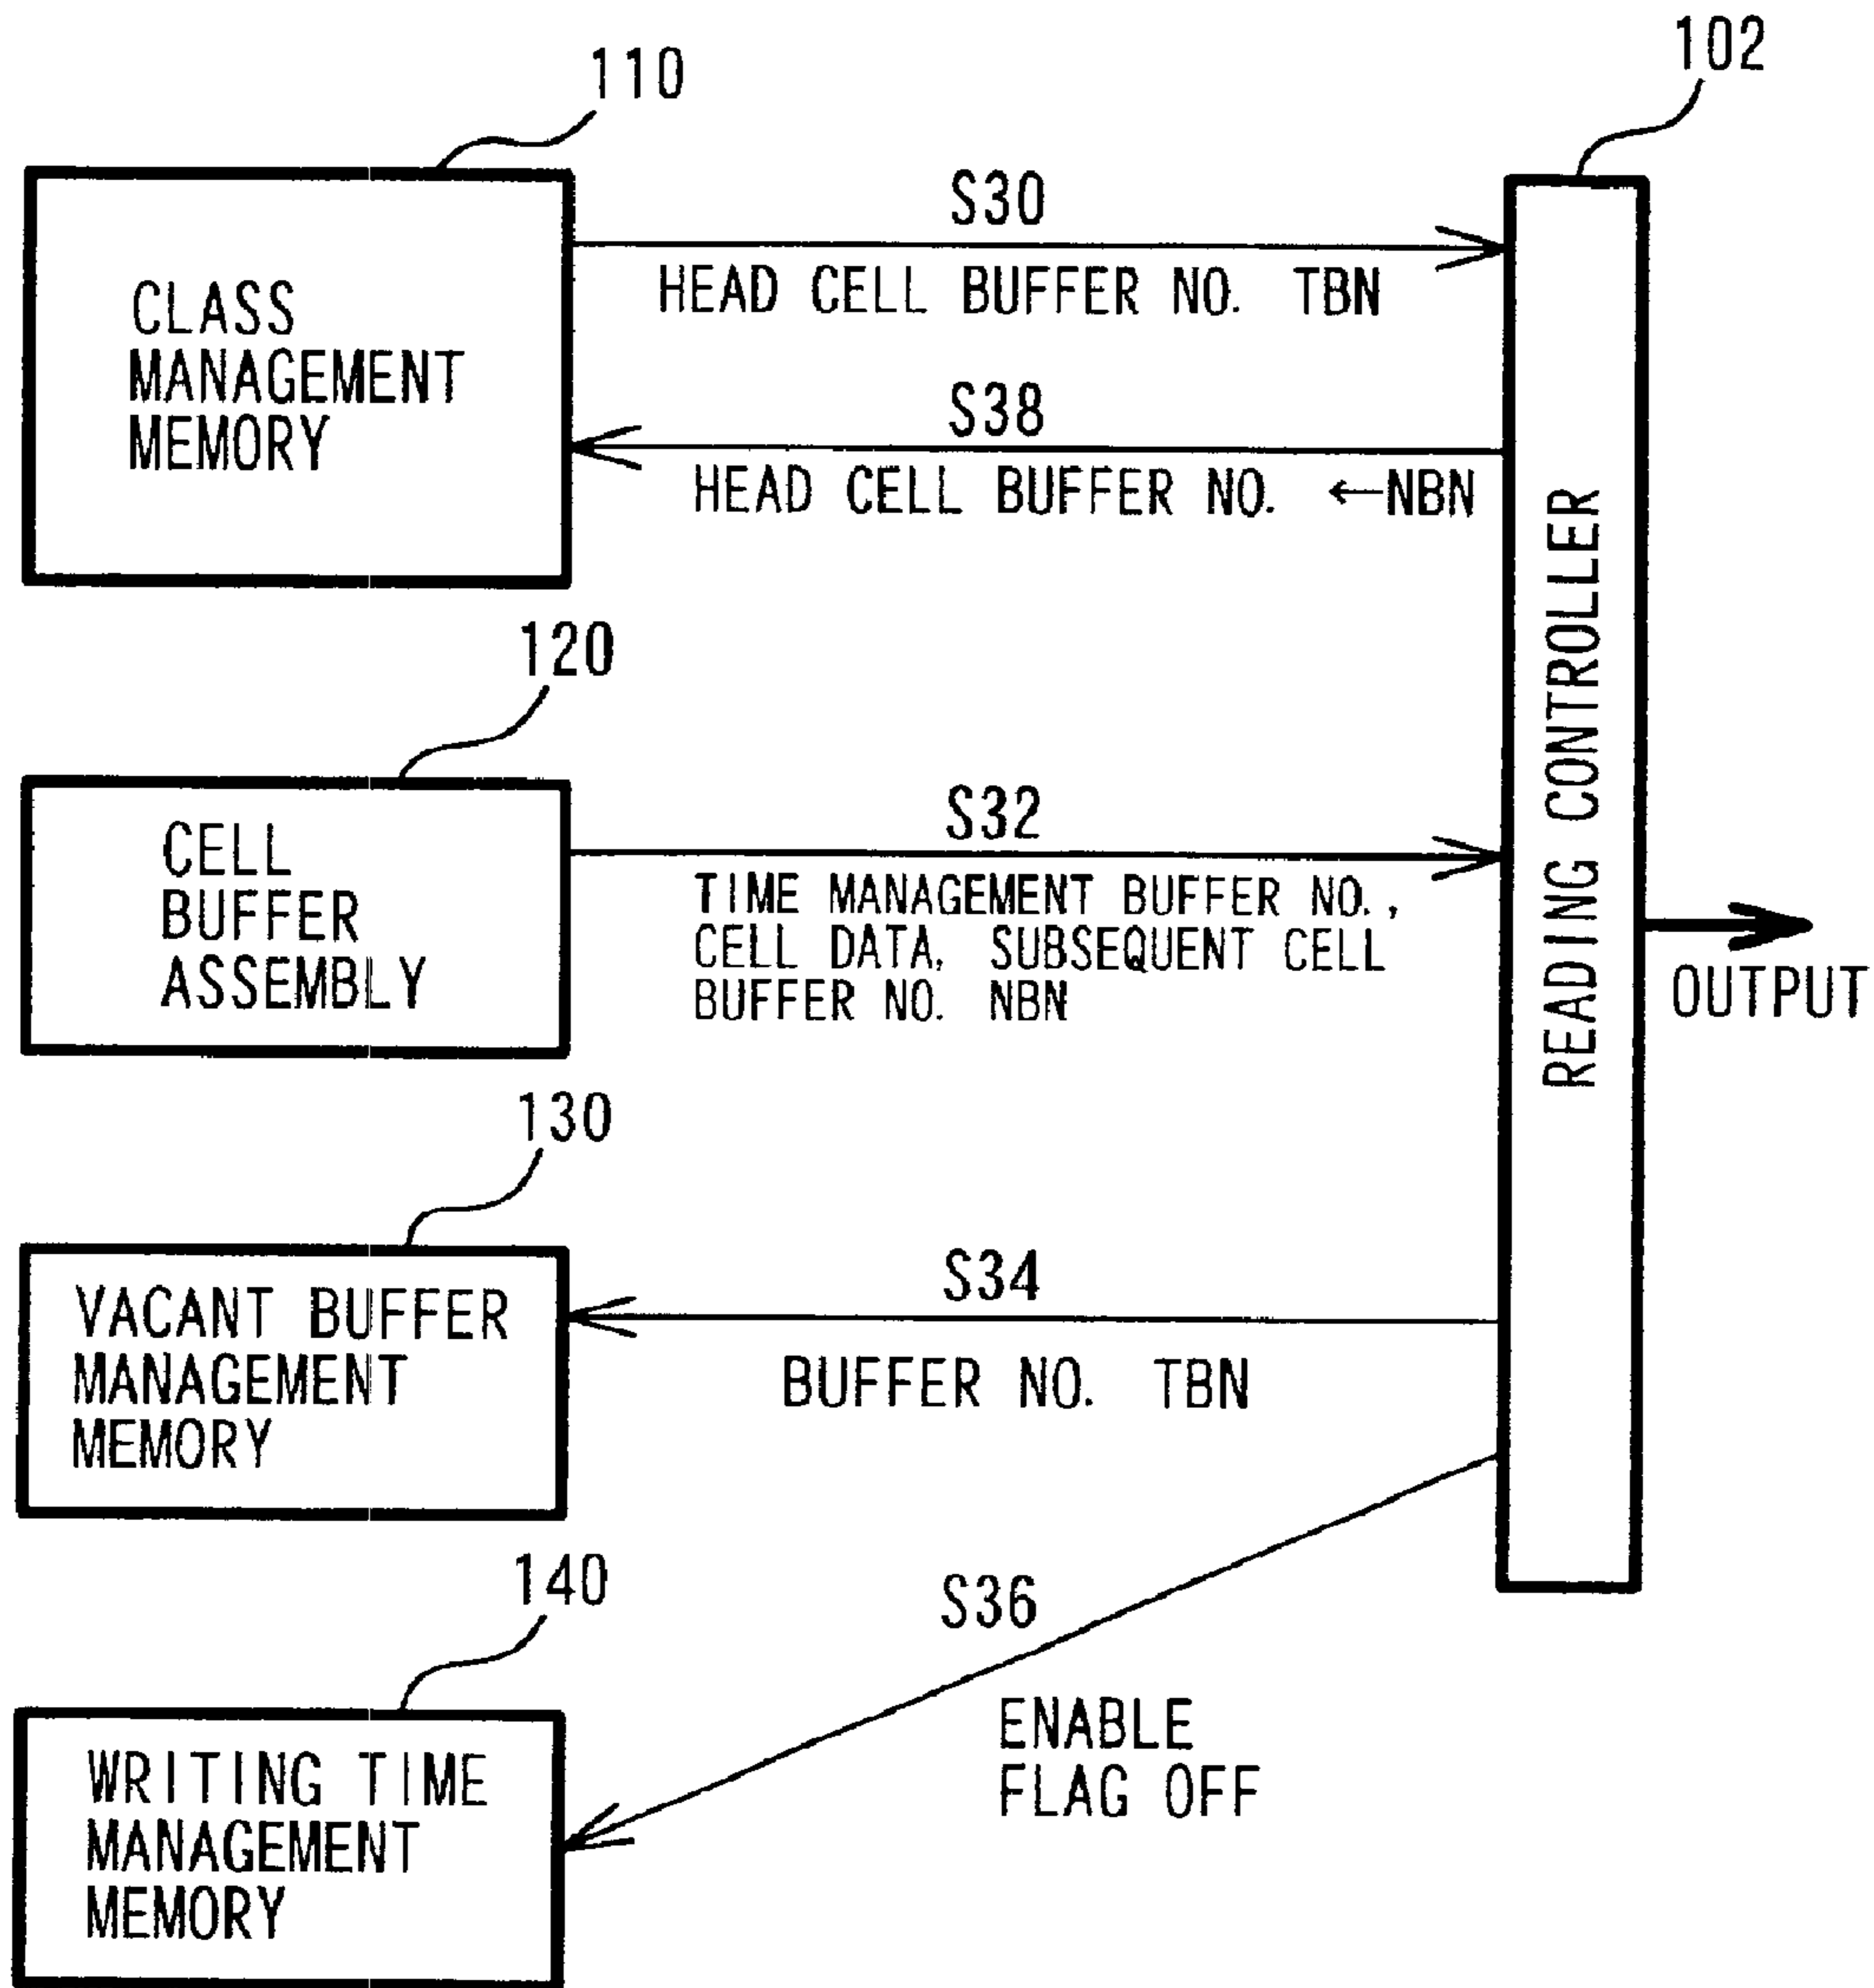 102
110
CLASS
MANAGEMENT
MEMORY
S30
HEAD CELL BUFFER NO. TBN
S38
HEAD CELL BUFFER NO. ←NBN
READING CONTROLLER
OUTPUT
120
CELL
BUFFER
ASSEMBLY
S32
TIME MANAGEMENT BUFFER NO.,
CELL DATA, SUBSEQUENT CELL
BUFFER NO. NBN
130
VACANT BUFFER
MANAGEMENT
MEMORY
S34
BUFFER NO. TBN
140
WRITING TIME
MANAGEMENT
MEMORY
S36
ENABLE
FLAG OFF